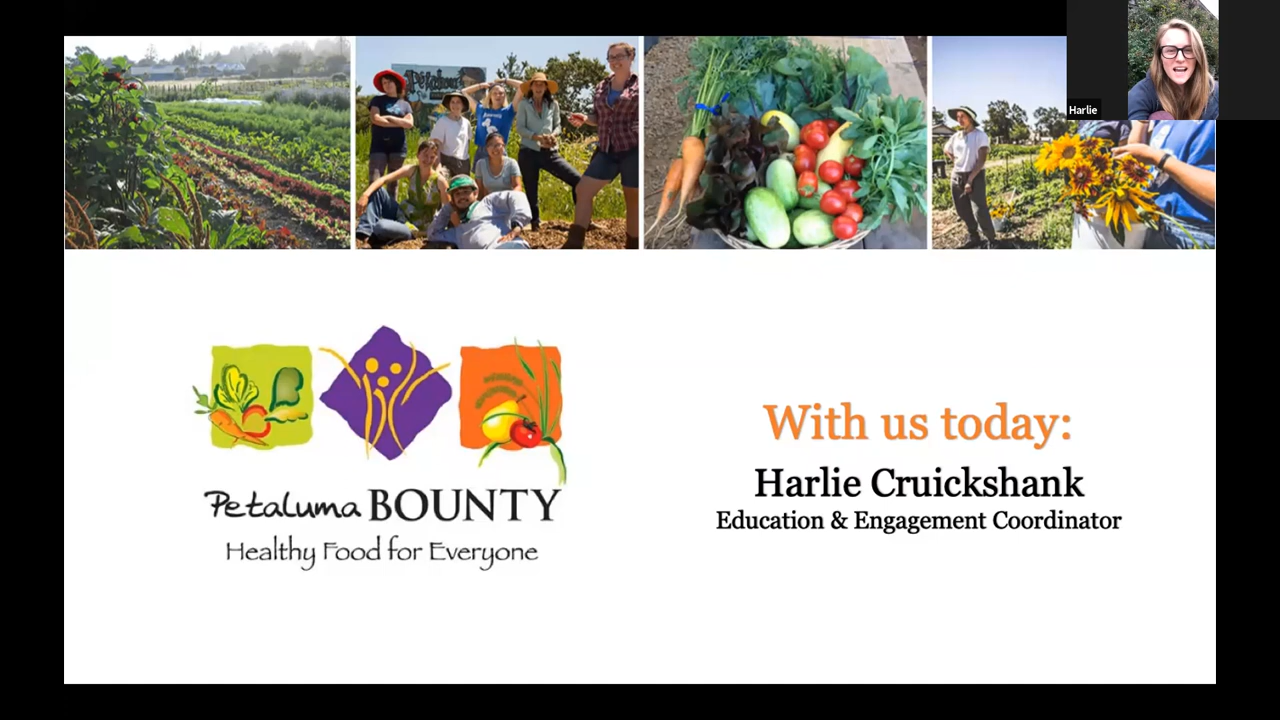 Harlie
Petaluma BOUNTY
Healthy Food for Everyone
With us today:
Harlie Cruickshank
Education & Engagement Coordinator